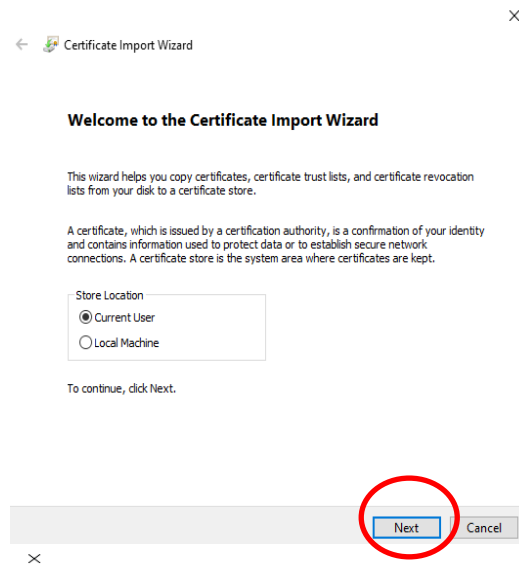 Certificate Import Wizard
Welcome to the Certificate Import Wizard
This wizard helps you copy certificates, certificate trust lists, and certificate revocation
lists from your disk to a certificate store.
A certificate, which is issued by a certification authority, is a confirmation of your identity
and contains information used to protect data or to establish secure network
connections. A certificate store is the system area where certificates are kept.
Store Location
Current User
Local Machine
To continue, click Next.
Next Cancel